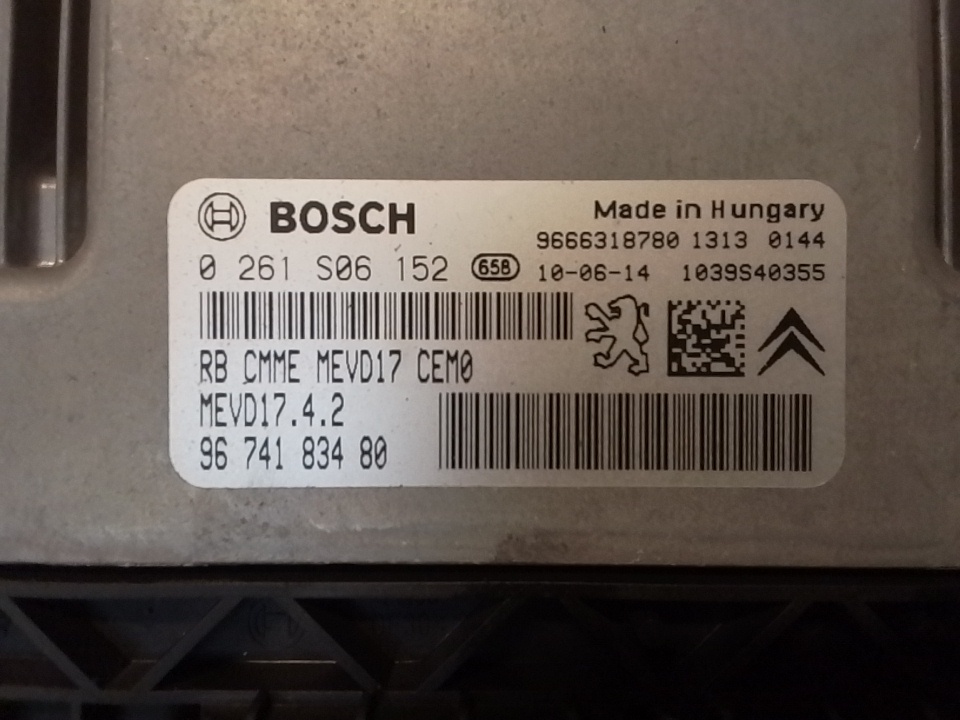 BOSCH
Made in Hungary
9666318780 1313 0144
0 261 S06 152 658 10-06-14 1039S40355
RB CMME MEVD17 CEM0
MEVD17.4.2
96 741 834 80